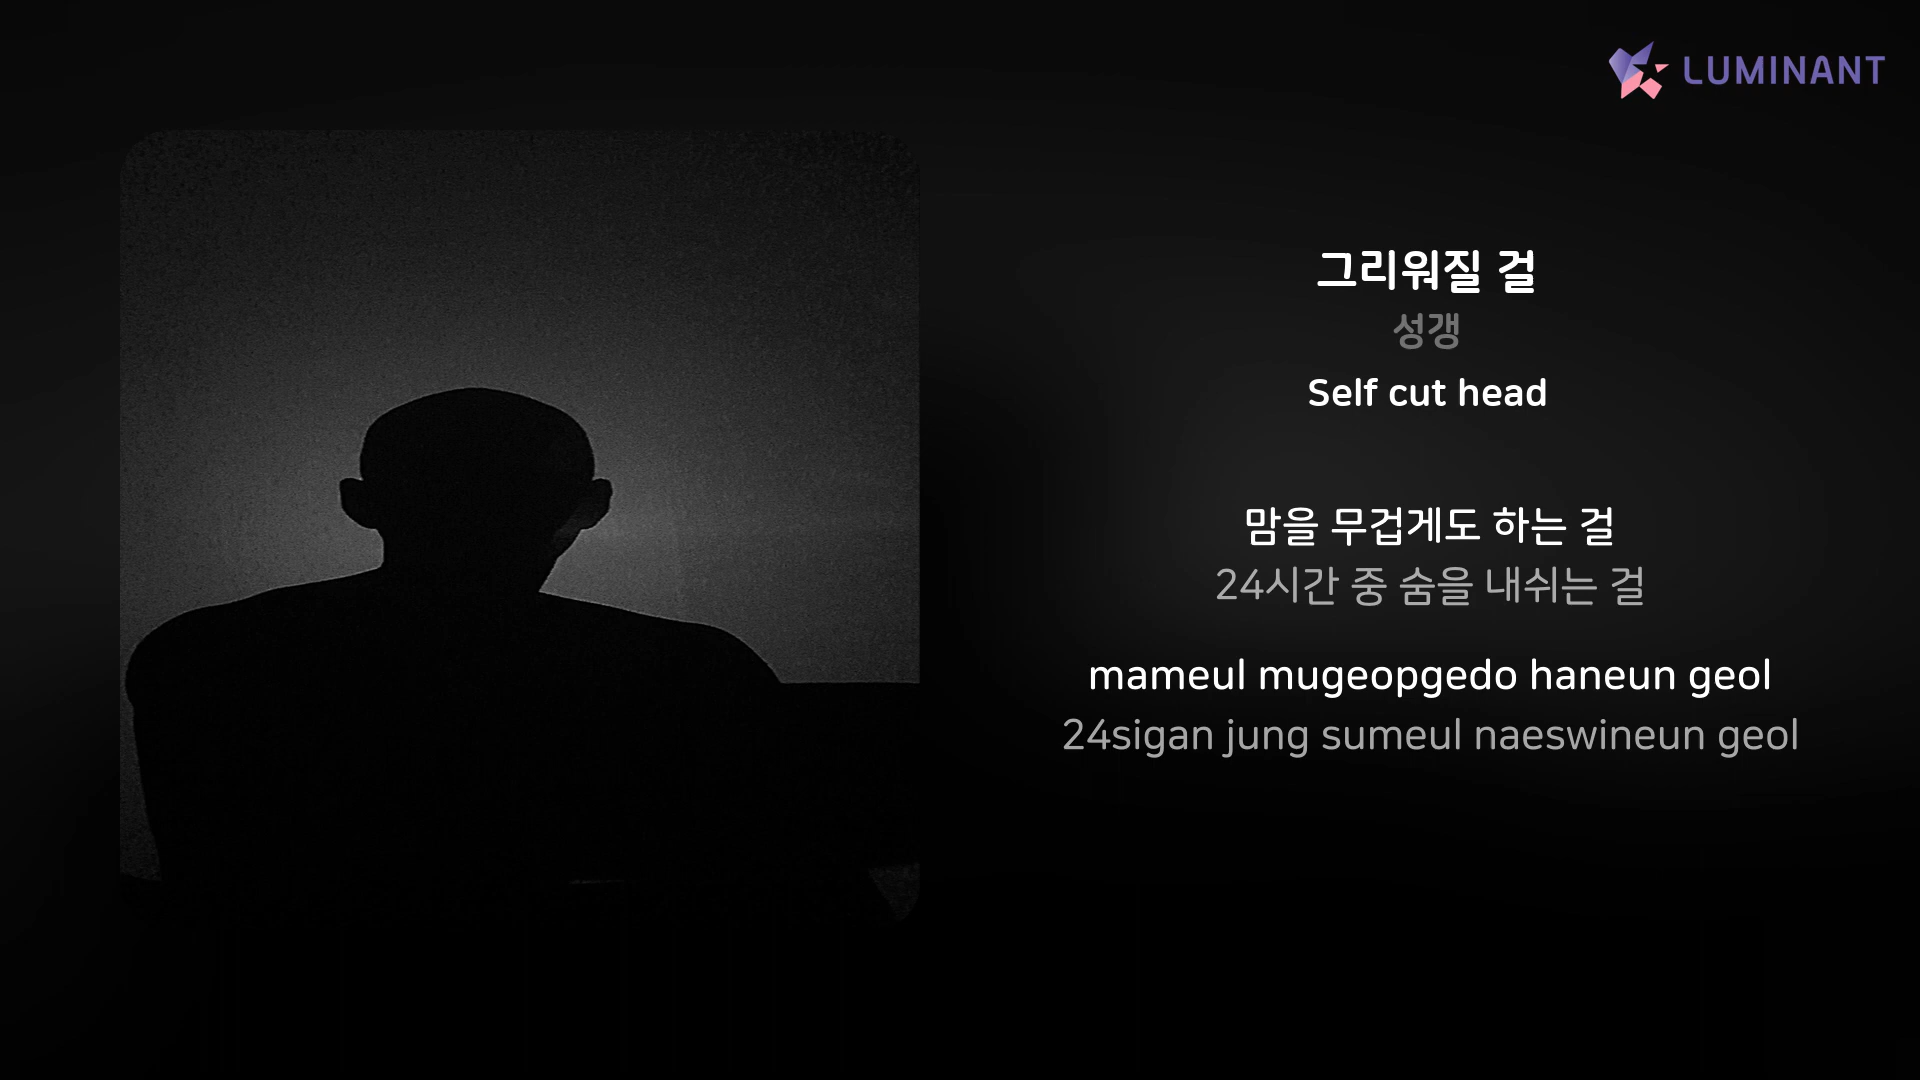 LUMINANT
그리워질 걸
성갱
Self cut head
맘을 무겁게도 하는 걸
24시간 중 숨을 내쉬는 걸
mameul mugeopgedo haneun geol
24sigan jung sumeul naeswineun geol